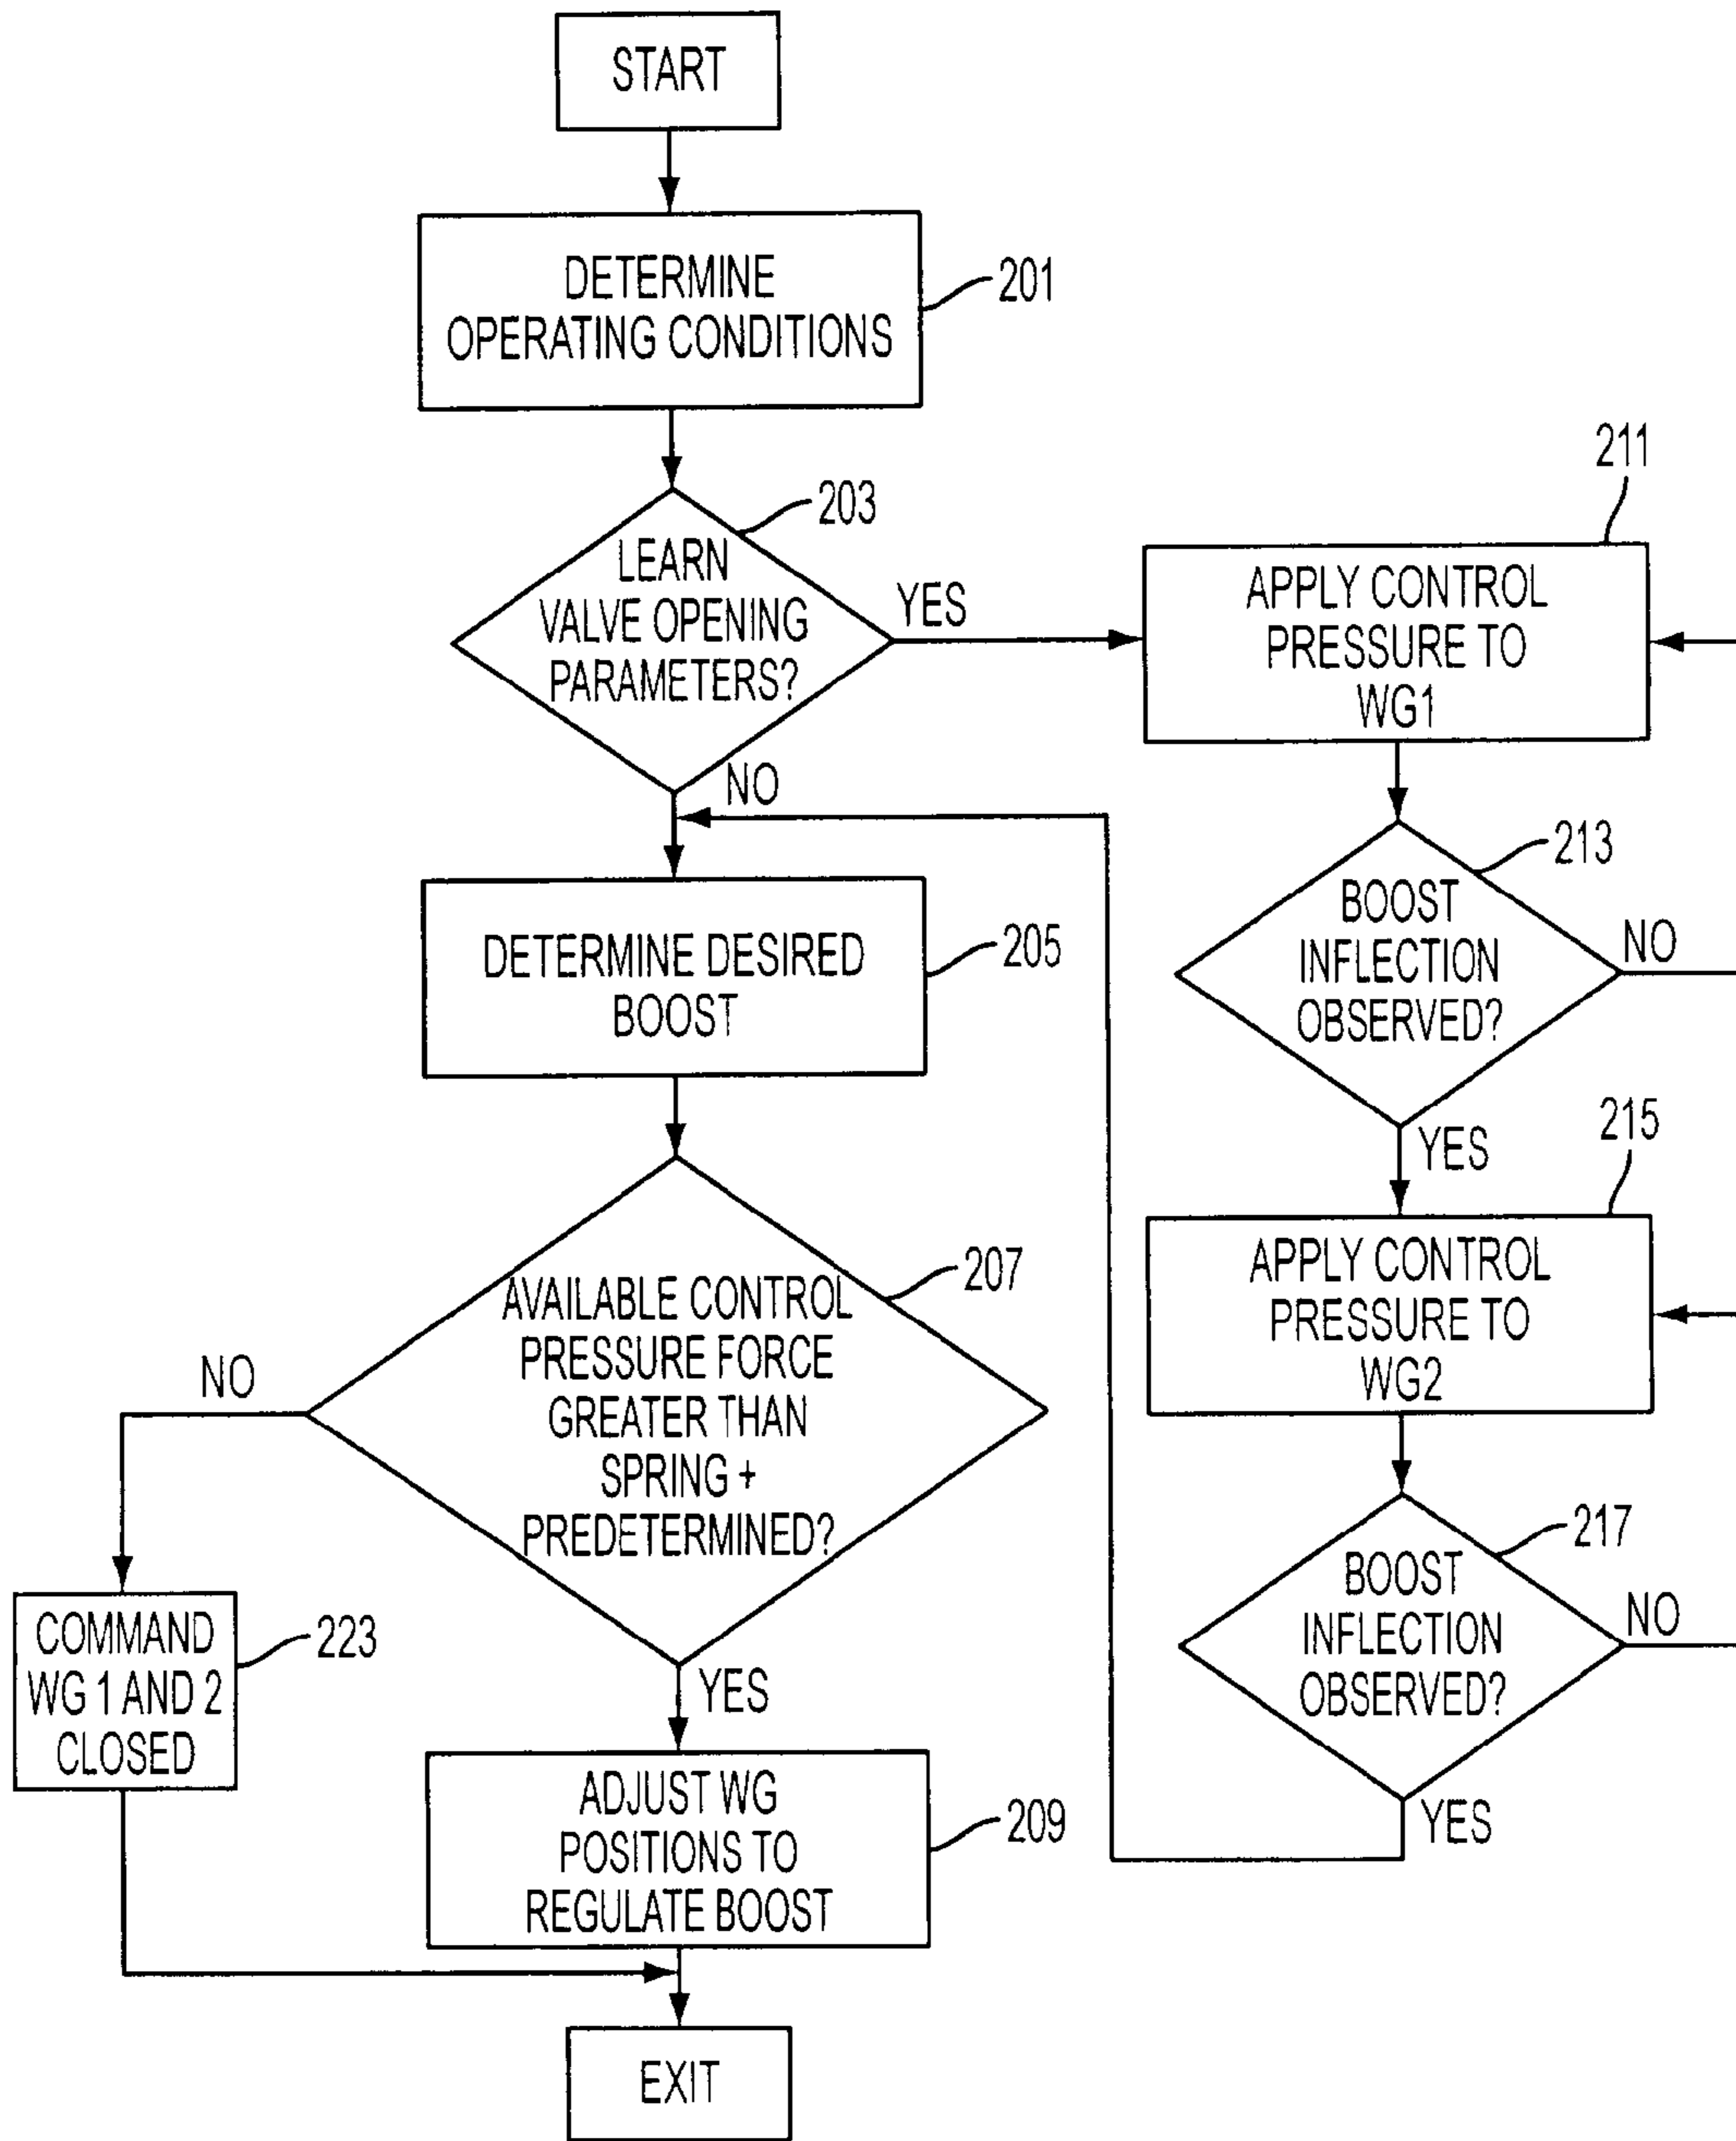 START
DETERMINE
OPERATING CONDITIONS
201
LEARN
VALVE OPENING
PARAMETERS?
203
YES
NO
211
APPLY CONTROL
PRESSURE TO
WG1
BOOST
INFLECTION
OBSERVED?
213
NO
YES
DETERMINE DESIRED
BOOST
205
215
APPLY CONTROL
PRESSURE TO
WG2
AVAILABLE CONTROL
PRESSURE FORCE
GREATER THAN
SPRING +
PREDETERMINED?
207
NO
YES
BOOST
INFLECTION
OBSERVED?
217
NO
YES
COMMAND
WG 1 AND 2
CLOSED
223
ADJUST WG
POSITIONS TO
REGULATE BOOST
209
EXIT